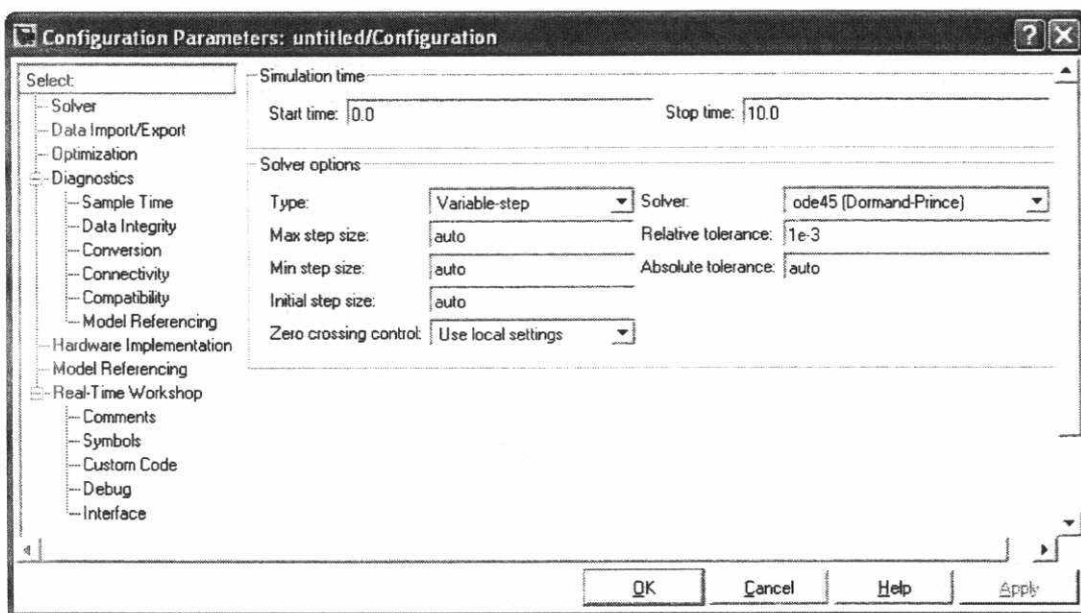 Configuration Parameters: untitled/Configuration
Select:
Solver
Data Import/Export
Optimization
Diagnostics
Sample Time
Data Integrity
Conversion
Connectivity
Compatibility
Model Referencing
Hardware Implementation
Model Referencing
Real-Time Workshop
Comments
Symbols
Custom Code
Debug
Interface
Simulation time
Start time: 0.0 Stop time: 10.0
Solver options
Type: Variable-step Solver: ode45 (Dormand-Prince)
Max step size: auto Relative tolerance: 1e-3
Min step size: auto Absolute tolerance: auto
Initial step size: auto
Zero crossing control: Use local settings
OK Cancel Help Apply